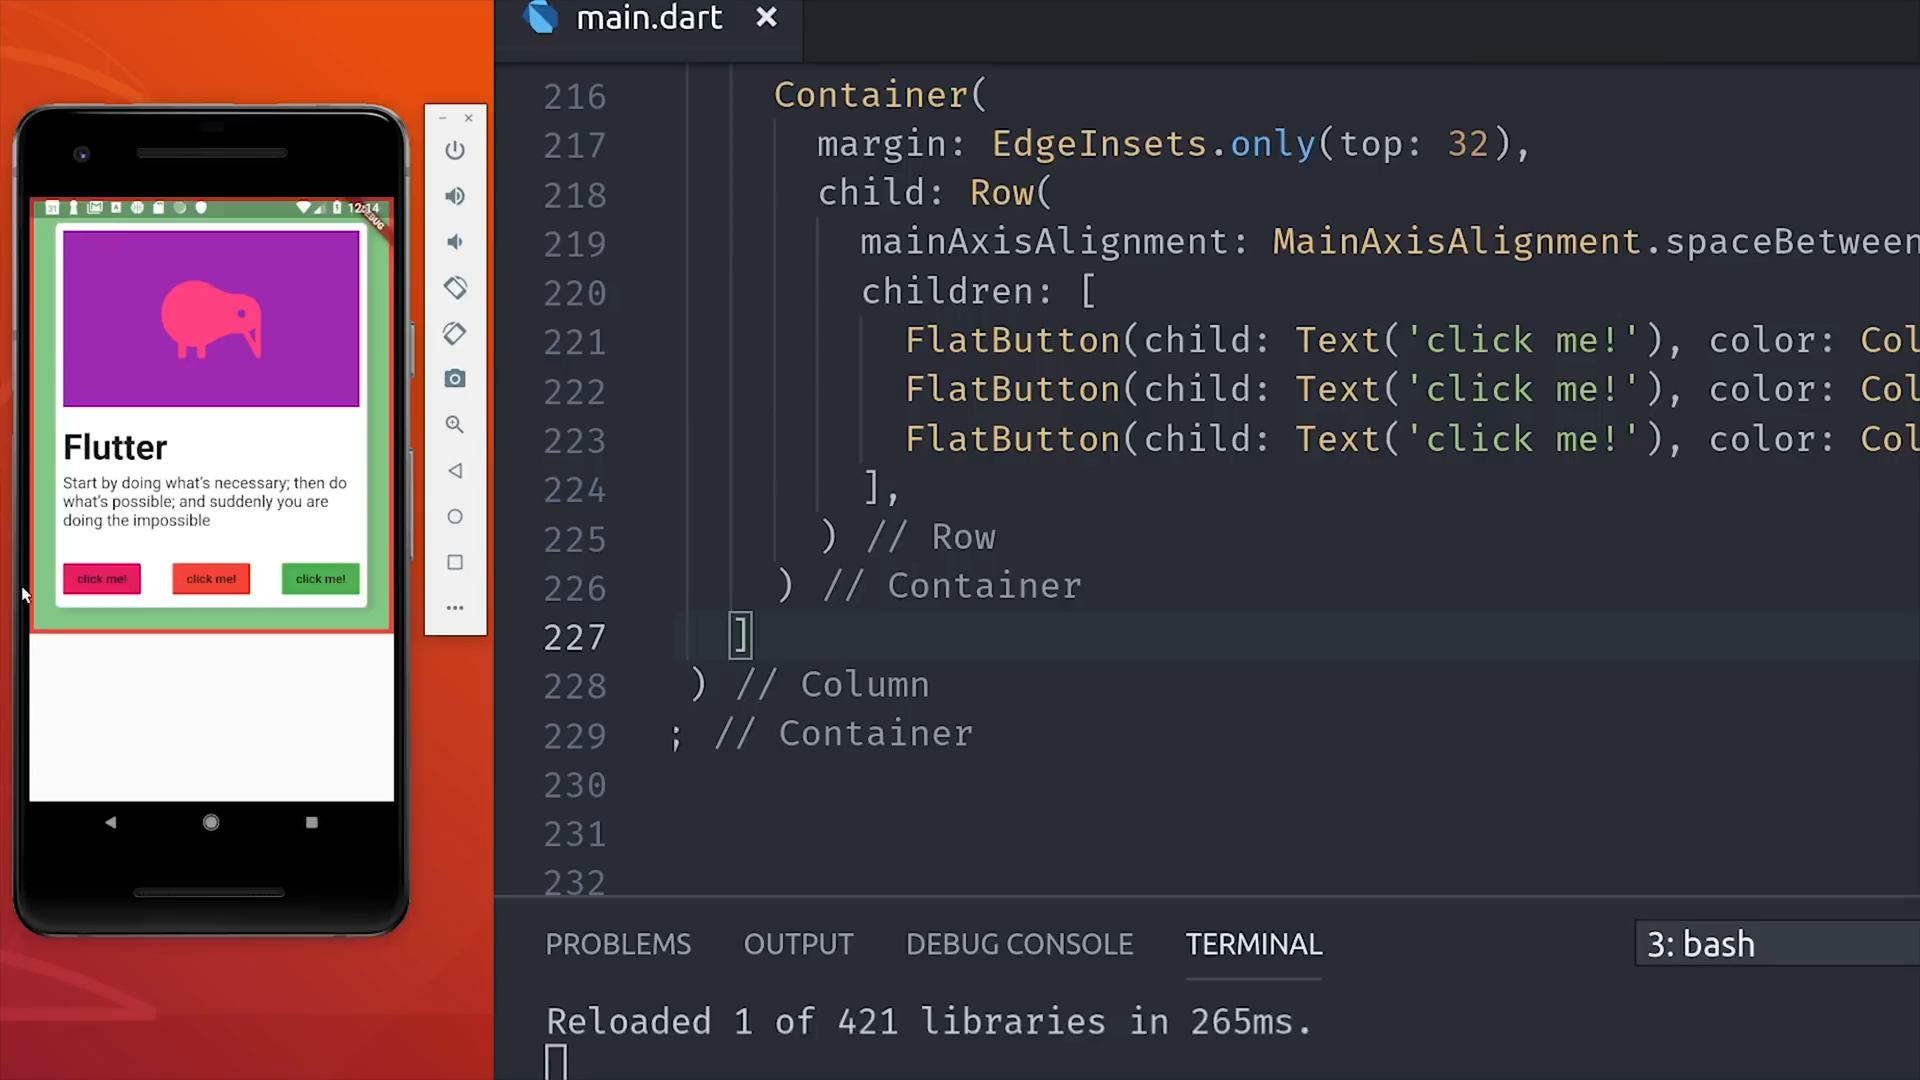 main.dart
216 Container(
217 margin: EdgeInsets.only(top: 32),
218 child: Row(
219 mainAxisAlignment: MainAxisAlignment.spaceBetween
220 children: [
221 FlatButton(child: Text('click me!'), color: Col
222 FlatButton(child: Text('click me!'), color: Col
223 FlatButton(child: Text('click me!'), color: Col
224 ],
225 ) // Row
226 ) // Container
227 ]
228 ) // Column
229 ; // Container
230
231
232
PROBLEMS OUTPUT DEBUG CONSOLE TERMINAL 3: bash
Reloaded 1 of 421 libraries in 265ms.
31 12:14
DEBUG
Flutter
Start by doing what's necessary; then do
what's possible; and suddenly you are
doing the impossible
click me! click me! click me!